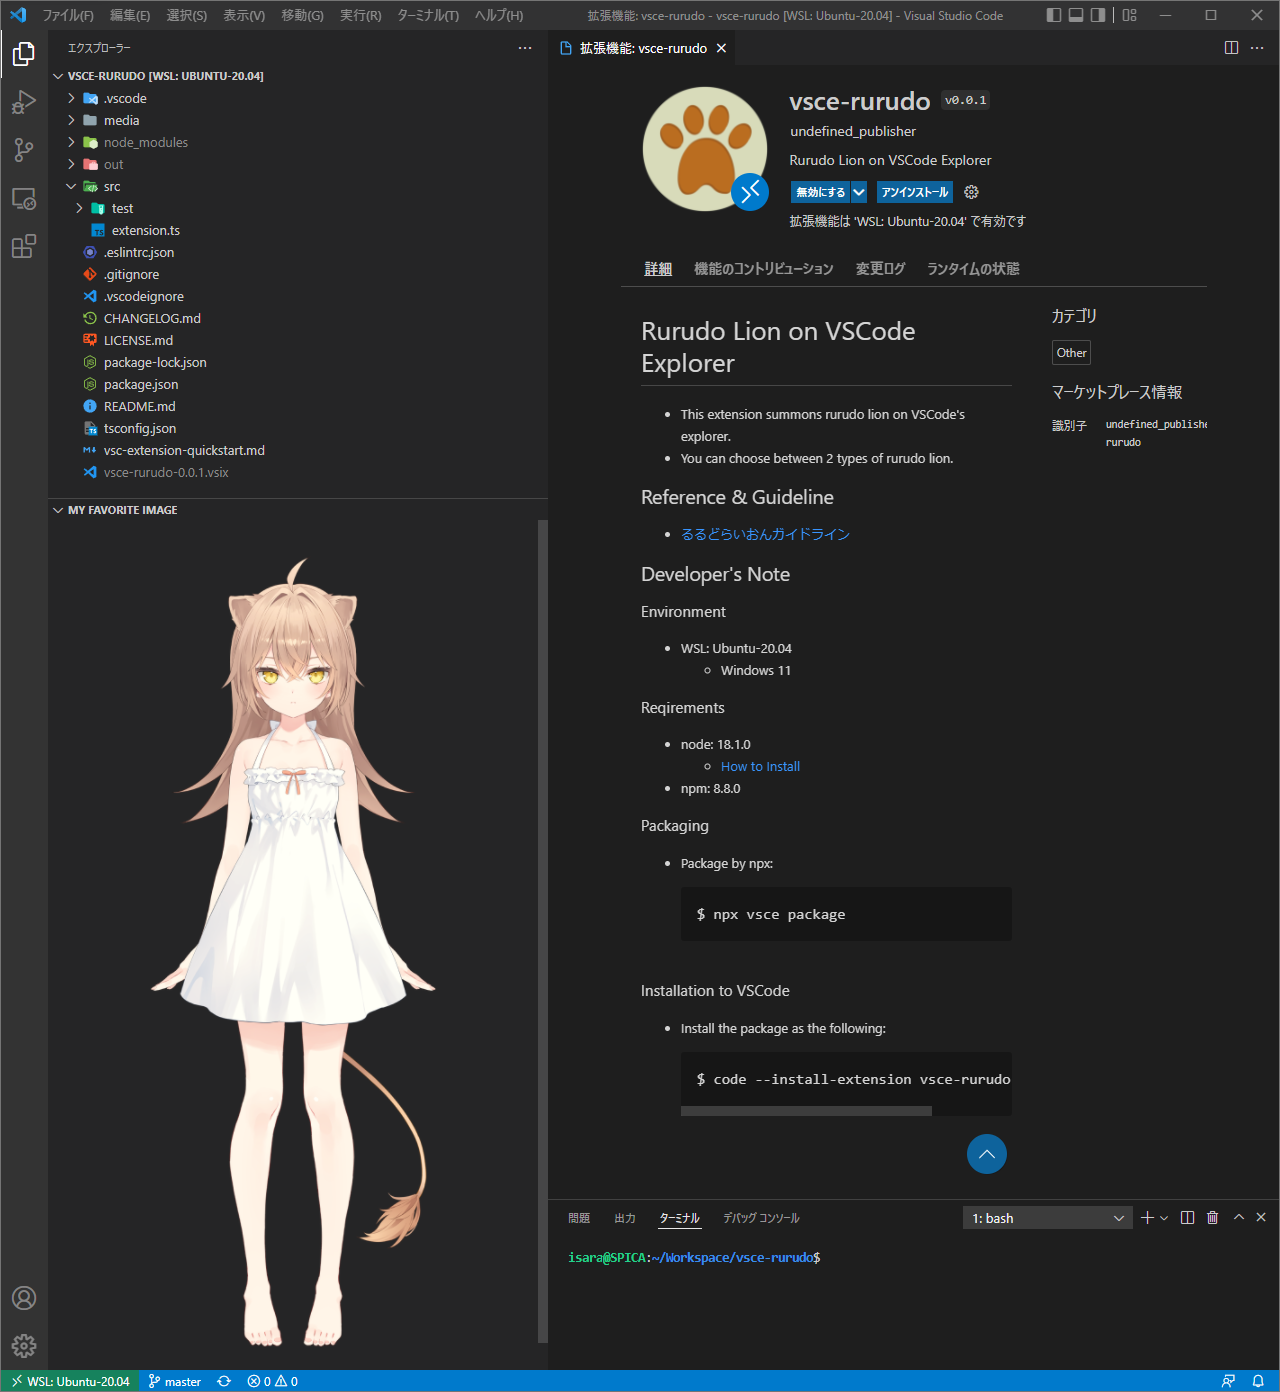 ファイル(F) 編集(E) 選択(S) 表示(V) 移動(G) 実行(R) ターミナル(T) ヘルプ(H) 拡張機能: vsce-rurudo - vsce-rurudo [WSL: Ubuntu-20.04] - Visual Studio Code
エクスプローラー
VSCE-RURUDO [WSL: UBUNTU-20.04]
.vscode
media
node_modules
out
src
test
extension.ts
.eslintrc.json
.gitignore
.vscodeignore
CHANGELOG.md
LICENSE.md
package-lock.json
package.json
README.md
tsconfig.json
vsc-extension-quickstart.md
vsce-rurudo-0.0.1.vsix
MY FAVORITE IMAGE
拡張機能: vsce-rurudo
vsce-rurudo v0.0.1
undefined_publisher
Rurudo Lion on VSCode Explorer
無効にする アンインストール
拡張機能は 'WSL: Ubuntu-20.04' で有効です
詳細 機能のコントリビューション 変更ログ ランタイムの状態
Rurudo Lion on VSCode
Explorer
This extension summons rurudo lion on VSCode's
explorer.
You can choose between 2 types of rurudo lion.
Reference & Guideline
るるどらいおんガイドライン
Developer's Note
Environment
WSL: Ubuntu-20.04
Windows 11
Reqirements
node: 18.1.0
How to Install
npm: 8.8.0
Packaging
Package by npx:
$ npx vsce package
Installation to VSCode
Install the package as the following:
$ code --install-extension vsce-rurudo
カテゴリ
Other
マーケットプレース情報
識別子 undefined_publishe
rurudo
問題 出力 ターミナル デバッグ コンソール 1: bash
isara@SPICA:~/Workspace/vsce-rurudo$
WSL: Ubuntu-20.04 master 0 0